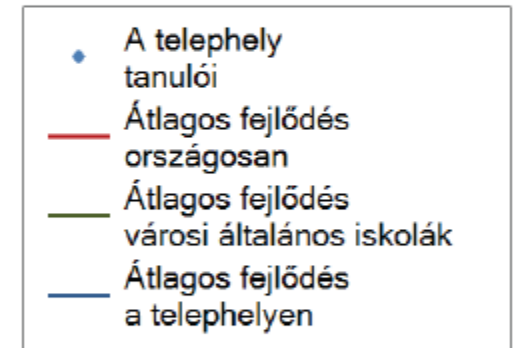 A telephely
tanulói
Átlagos fejlődés
országosan
Átlagos fejlődés
városi általános iskolák
Átlagos fejlődés
a telephelyen